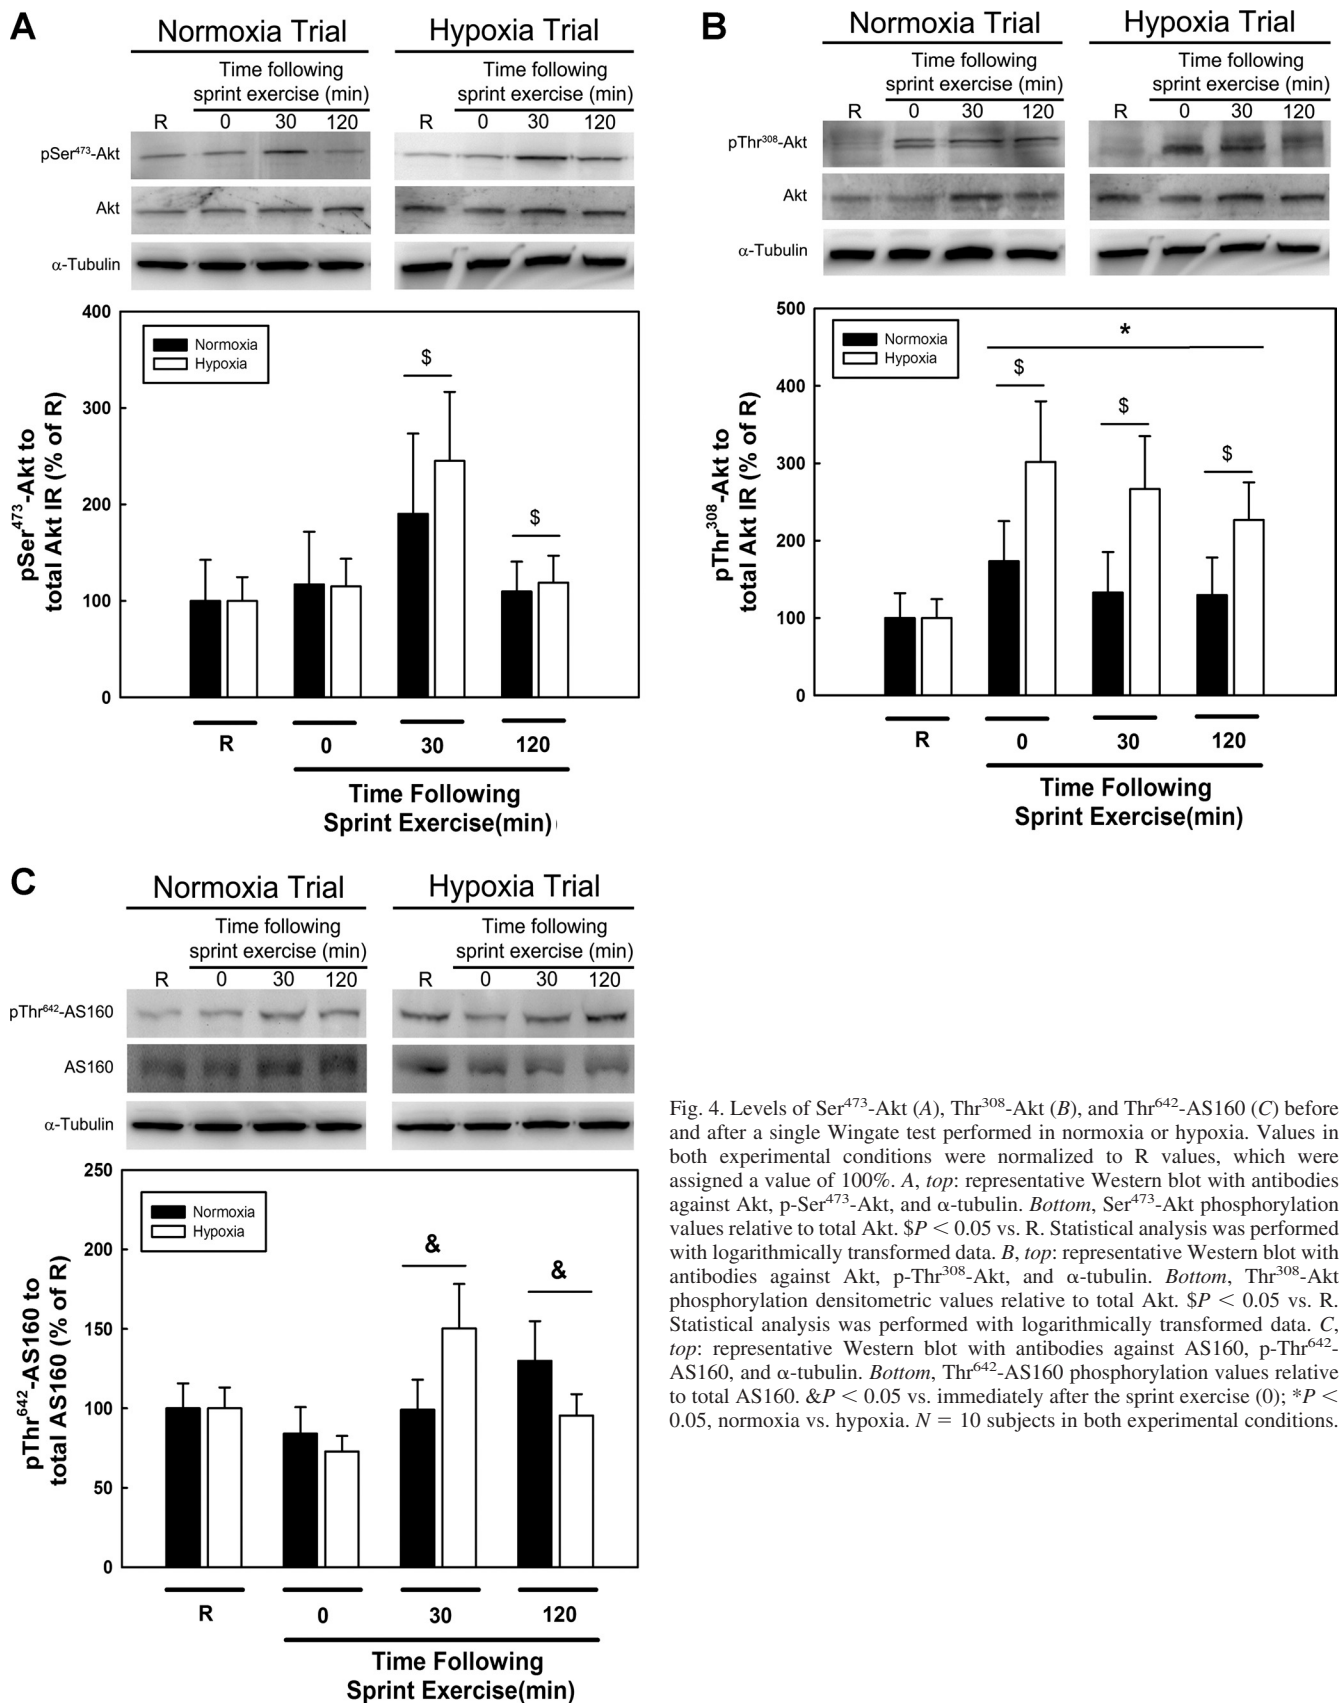 A
Normoxia Trial
Hypoxia Trial
Time following
sprint exercise (min)
Time following
sprint exercise (min)
R 0 30 120
R 0 30 120
pSer473-Akt
Akt
α-Tubulin
400
300
200
100
0
pSer473-Akt to
total Akt IR (% of R)
Normoxia
Hypoxia
$
$
R 0 30 120
Time Following
Sprint Exercise(min)
B
Normoxia Trial
Hypoxia Trial
Time following
sprint exercise (min)
Time following
sprint exercise (min)
R 0 30 120
R 0 30 120
pThr308-Akt
Akt
α-Tubulin
500
400
300
200
100
0
pThr308-Akt to
total Akt IR (% of R)
Normoxia
Hypoxia
*
$
$
$
R 0 30 120
Time Following
Sprint Exercise(min)
C
Normoxia Trial
Hypoxia Trial
Time following
sprint exercise (min)
Time following
sprint exercise (min)
R 0 30 120
R 0 30 120
pThr642-AS160
AS160
α-Tubulin
250
200
150
100
50
0
pThr642-AS160 to
total AS160 (% of R)
Normoxia
Hypoxia
&
&
R 0 30 120
Time Following
Sprint Exercise(min)
Fig. 4. Levels of Ser473-Akt (A), Thr308-Akt (B), and Thr642-AS160 (C) before
and after a single Wingate test performed in normoxia or hypoxia. Values in
both experimental conditions were normalized to R values, which were
assigned a value of 100%. A, top: representative Western blot with antibodies
against Akt, p-Ser473-Akt, and α-tubulin. Bottom, Ser473-Akt phosphorylation
values relative to total Akt. $P < 0.05 vs. R. Statistical analysis was performed
with logarithmically transformed data. B, top: representative Western blot with
antibodies against Akt, p-Thr308-Akt, and α-tubulin. Bottom, Thr308-Akt
phosphorylation densitometric values relative to total Akt. $P < 0.05 vs. R.
Statistical analysis was performed with logarithmically transformed data. C,
top: representative Western blot with antibodies against AS160, p-Thr642-
AS160, and α-tubulin. Bottom, Thr642-AS160 phosphorylation values relative
to total AS160. &P < 0.05 vs. immediately after the sprint exercise (0); *P <
0.05, normoxia vs. hypoxia. N = 10 subjects in both experimental conditions.